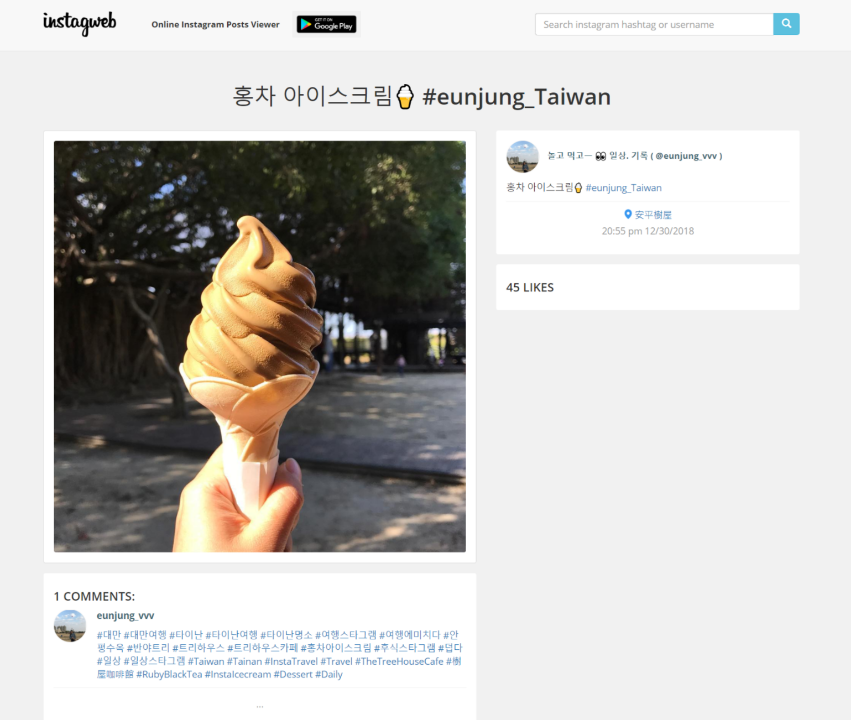 instagweb
Online Instagram Posts Viewer
GET IT ON
Google Play
Search instagram hashtag or username
홍차 아이스크림🍦 #eunjung_Taiwan
놀고 먹고ㅡ 👀 일상. 기록 ( @eunjung_vvv )
홍차 아이스크림🍦 #eunjung_Taiwan
安平樹屋
20:55 pm 12/30/2018
45 LIKES
1 COMMENTS:
eunjung_vvv
#대만 #대만여행 #타이난 #타이난여행 #타이난명소 #여행스타그램 #여행에미치다 #안
평수옥 #반야트리 #트리하우스 #트리하우스카페 #홍차아이스크림 #후식스타그램 #덥다
#일상 #일상스타그램 #Taiwan #Tainan #InstaTravel #Travel #TheTreeHouseCafe #樹
屋咖啡館 #RubyBlackTea #InstaIcecream #Dessert #Daily
...